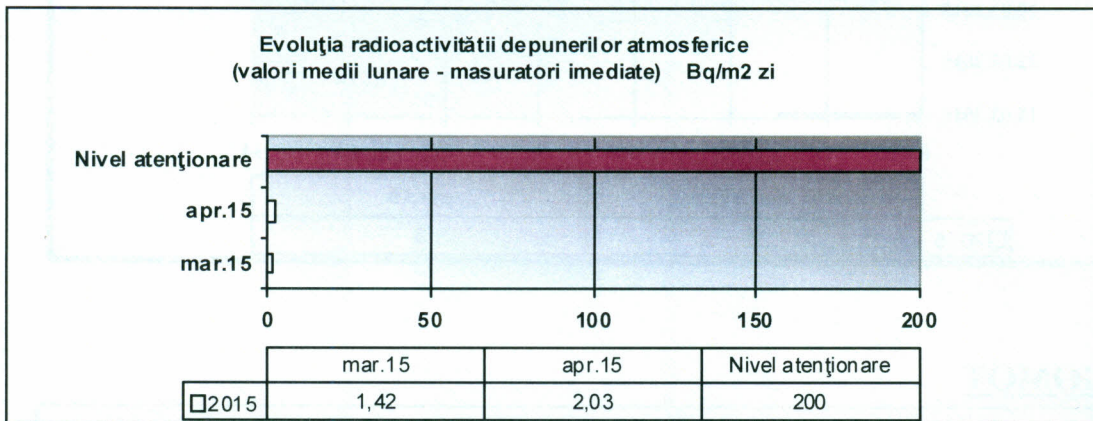 Evoluţia radioactivitătii depunerilor atmosferice
(valori medii lunare - masuratori imediate) Bq/m2 zi
Nivel atenţionare
apr.15
mar.15
0 50 100 150 200
mar.15 apr.15 Nivel atenţionare
2015 1,42 2,03 200